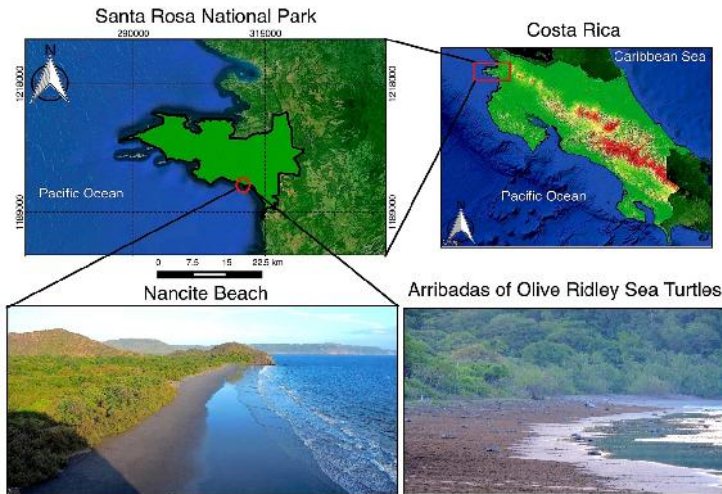 Santa Rosa National Park
Costa Rica
290000
319000
N
1218000
1218000
Caribbean Sea
Pacific Ocean
1189000
1189000
Pacific Ocean
0 7.5 15 22.5 km
Nancite Beach
Arribadas of Olive Ridley Sea Turtles